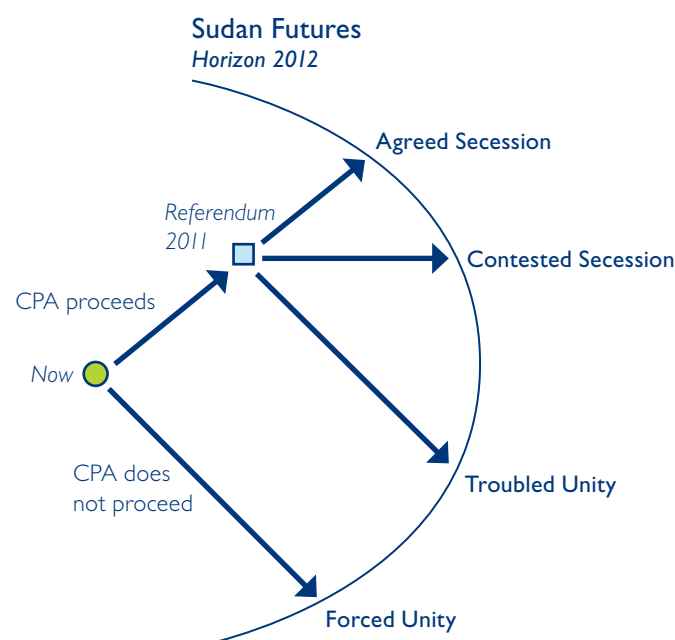 Sudan Futures
Horizon 2012
Agreed Secession
Referendum
2011
Contested Secession
CPA proceeds
Now
CPA does
not proceed
Troubled Unity
Forced Unity